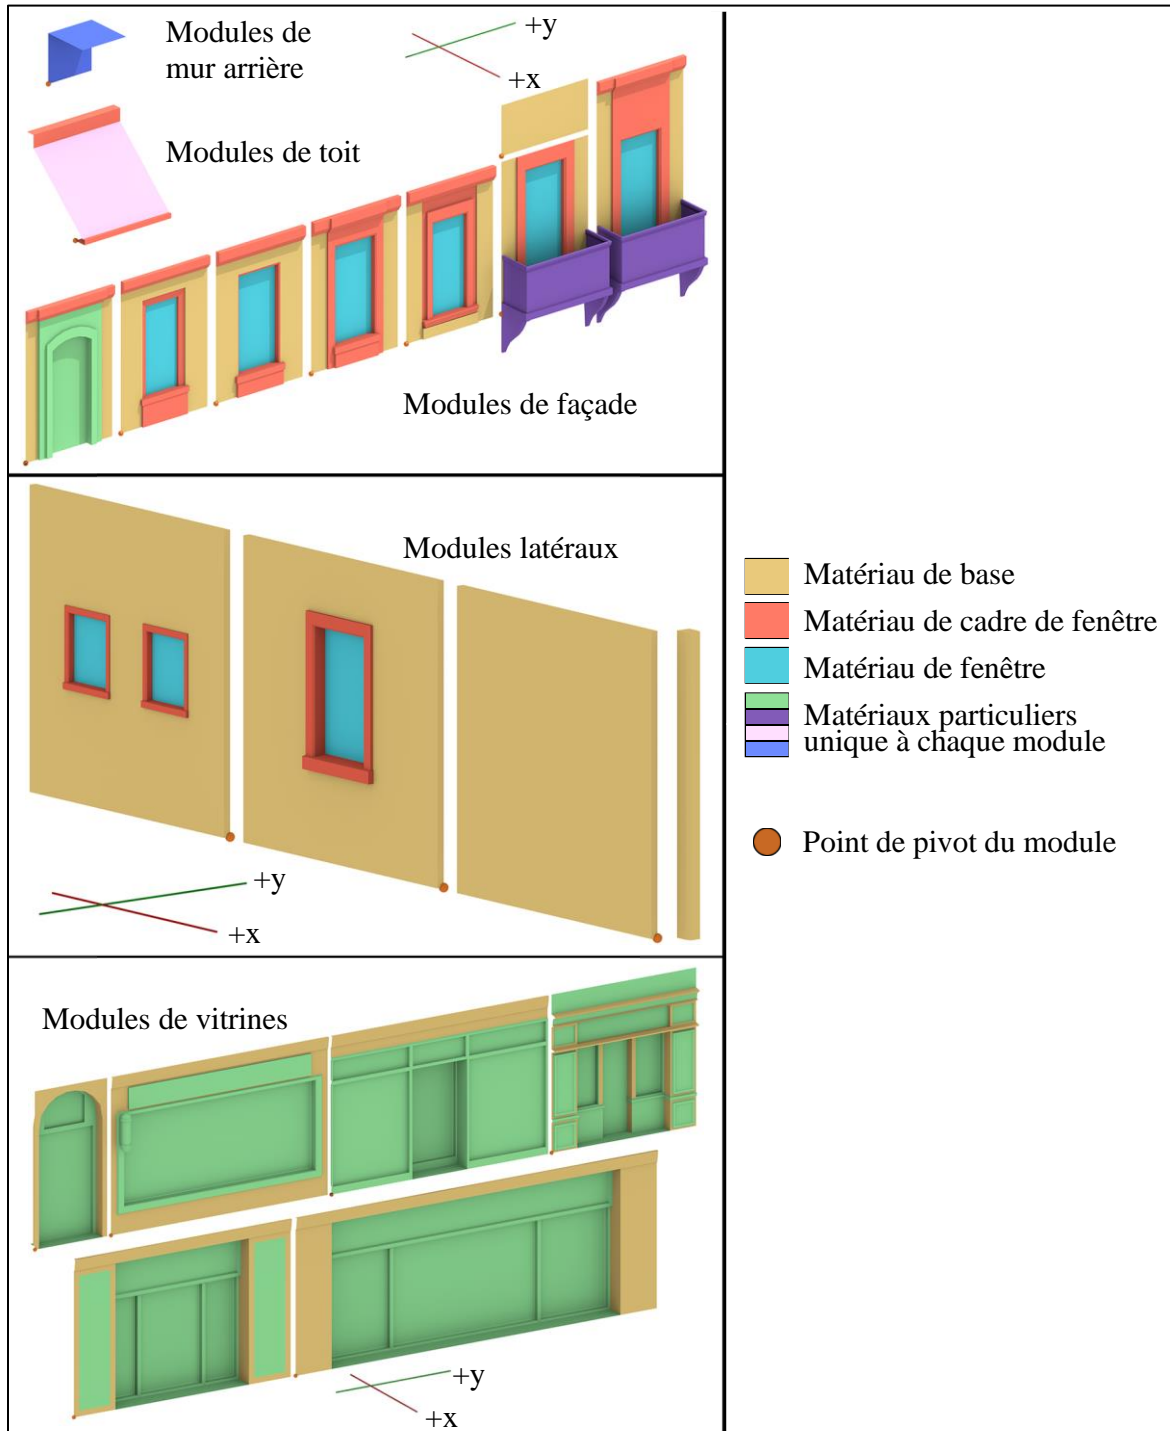 Modules de
mur arrière
+y
+x
Modules de toit
Modules de façade
Modules latéraux
+y
+x
Matériau de base
Matériau de cadre de fenêtre
Matériau de fenêtre
Matériaux particuliers
unique à chaque module
Point de pivot du module
Modules de vitrines
+y
+x